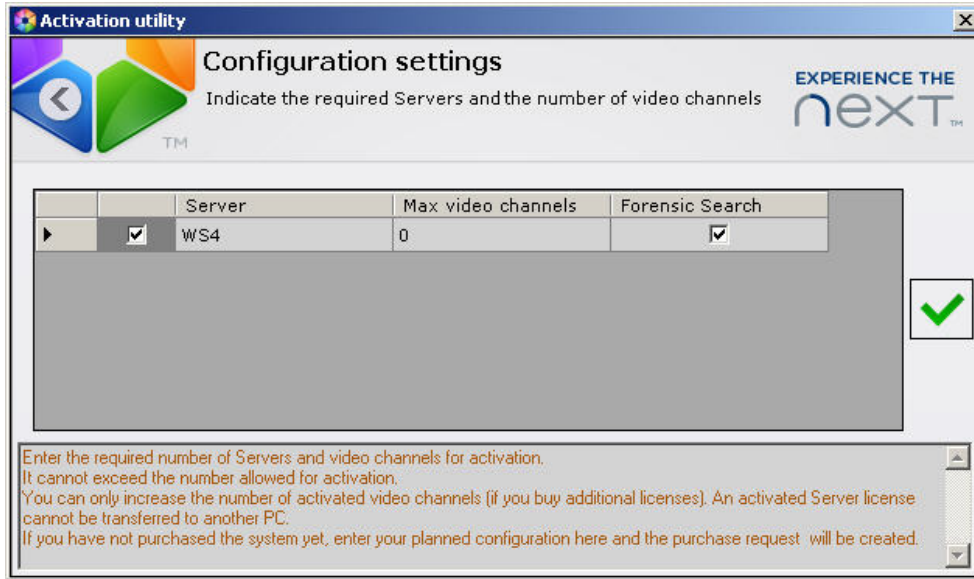 Activation utility
Configuration settings
Indicate the required Servers and the number of video channels
EXPERIENCE THE
next™
TM
Server Max video channels Forensic Search
WS4 0
Enter the required number of Servers and video channels for activation.
It cannot exceed the number allowed for activation.
You can only increase the number of activated video channels (if you buy additional licenses). An activated Server license
cannot be transferred to another PC.
If you have not purchased the system yet, enter your planned configuration here and the purchase request will be created.